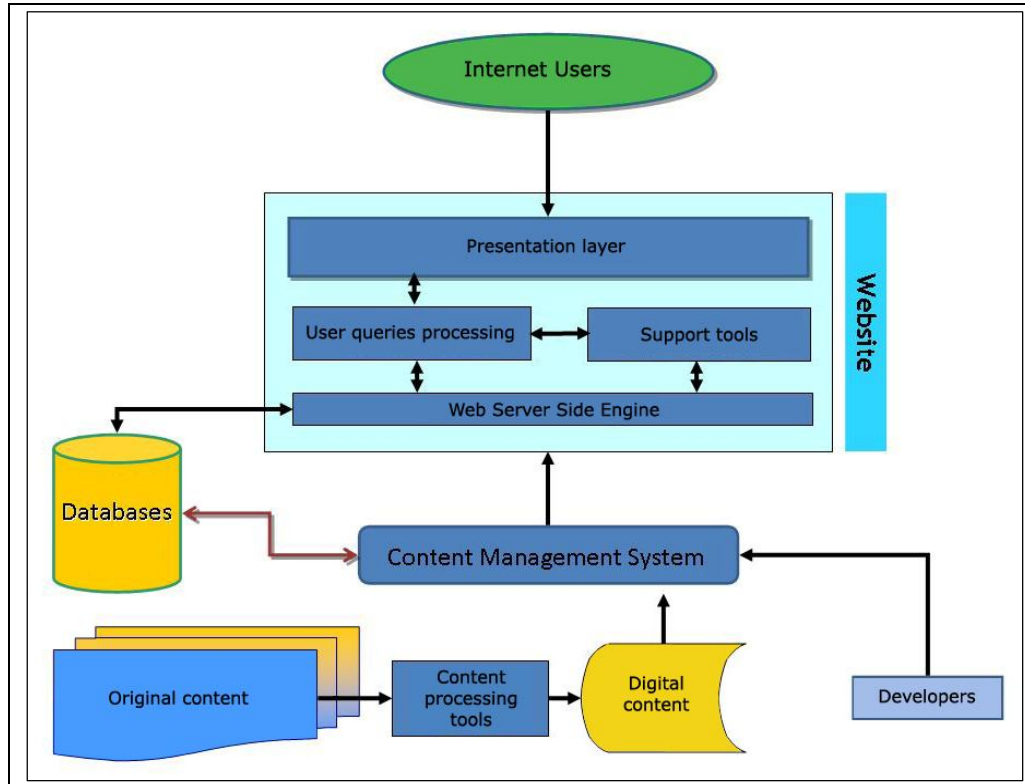 Internet Users
Presentation layer
Website
User queries processing
Support tools
Web Server Side Engine
Databases
Content Management System
Original content
Content
processing
tools
Digital
content
Developers